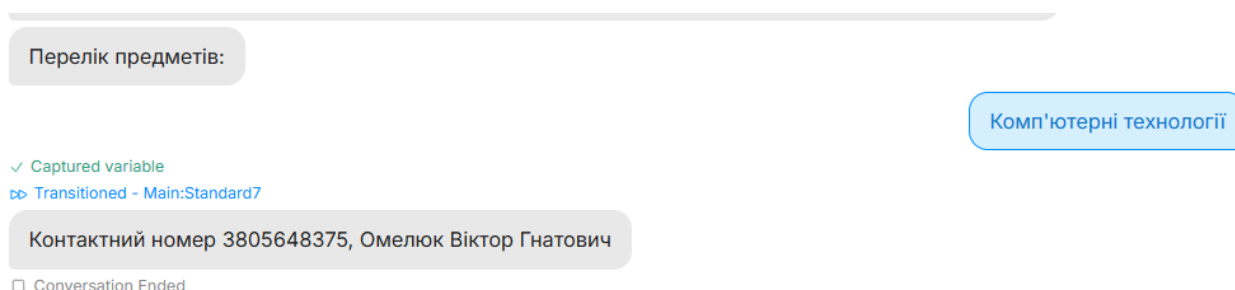 Перелік предметів:
Комп'ютерні технології
Captured variable
Transitioned - Main:Standard7
Контактний номер 3805648375, Омелюк Віктор Гнатович
Conversation Ended